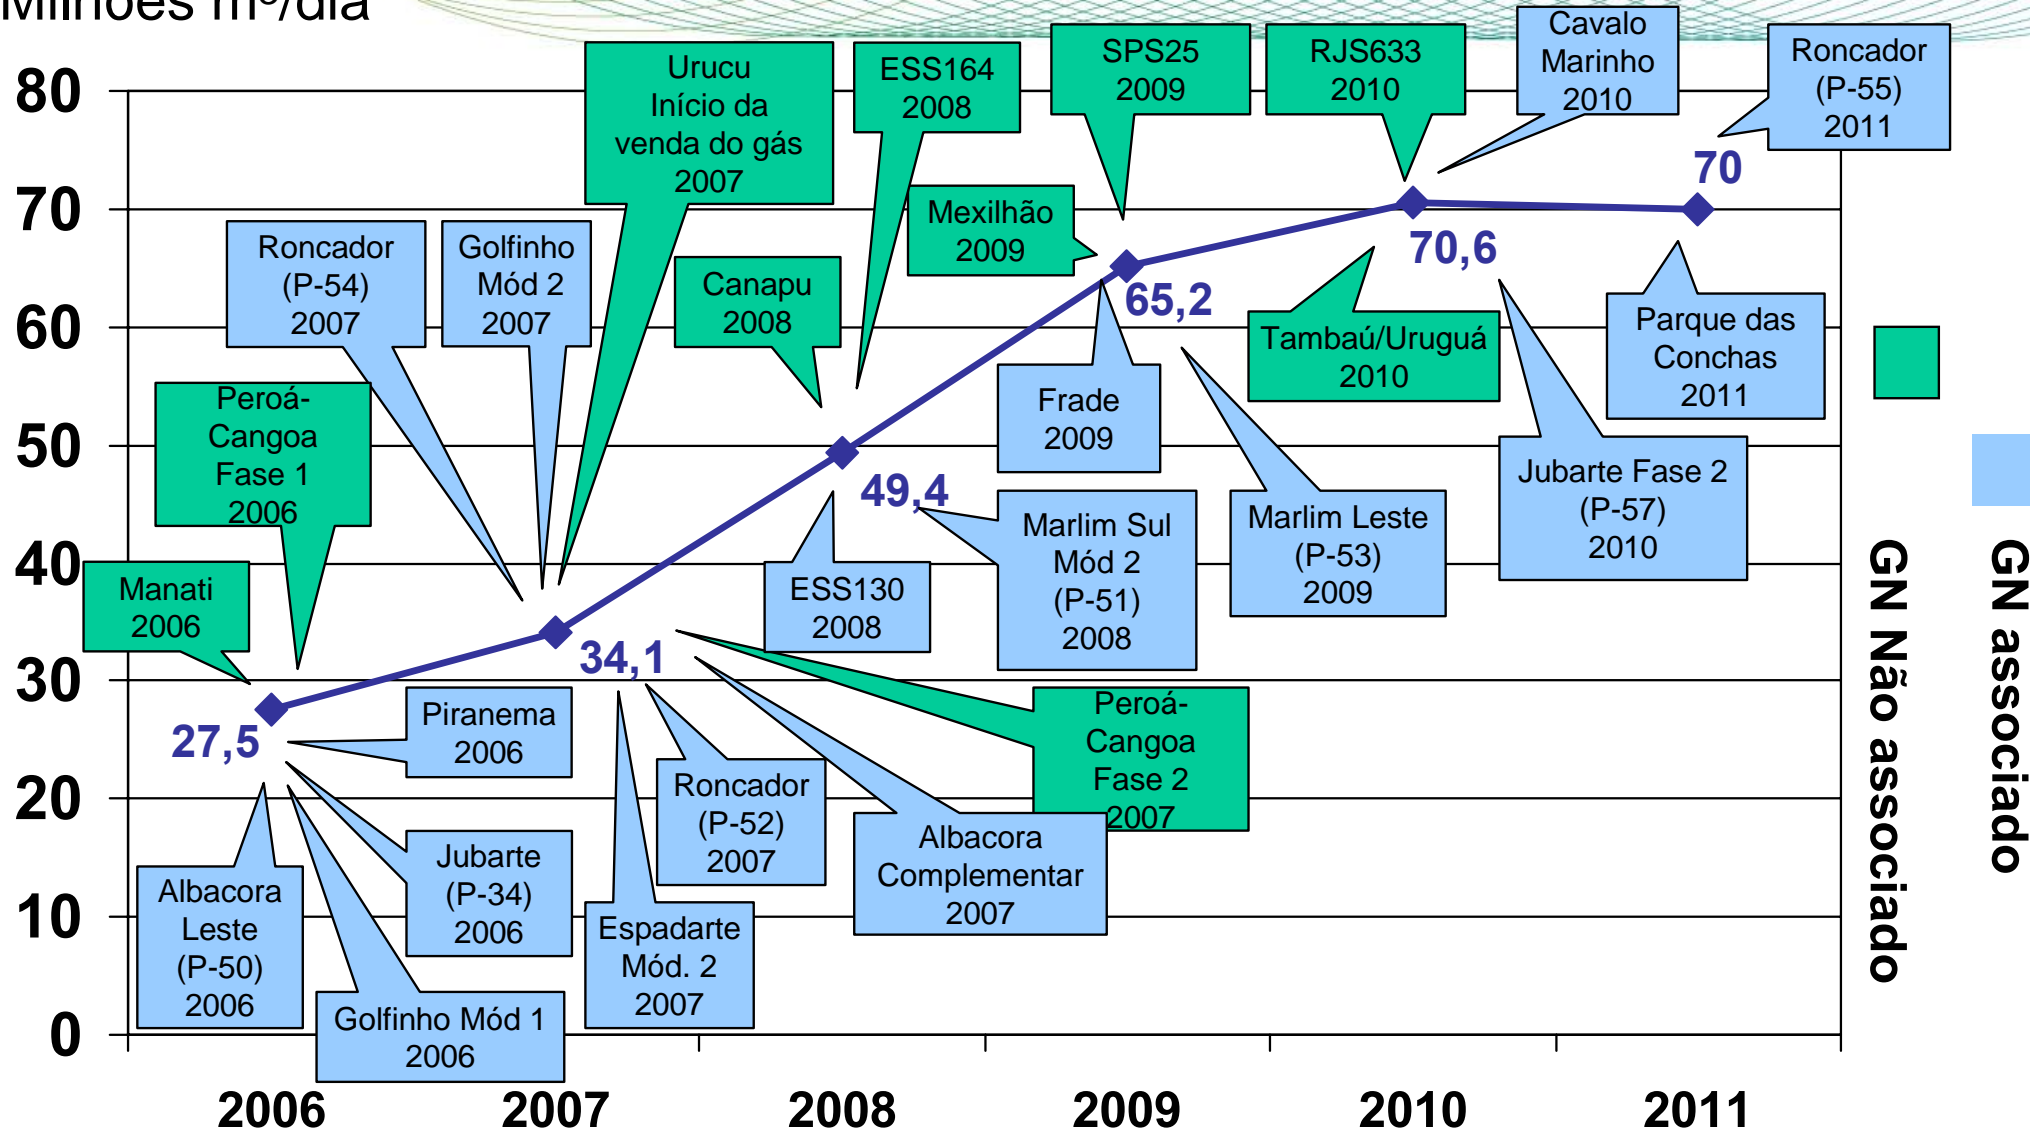 Milhões m³/dia
80
70
60
50
40
30
20
10
0
2006
2007
2008
2009
2010
2011
27,5
34,1
49,4
65,2
70,6
70
Manati
2006
Peroá-
Cangoa
Fase 1
2006
Roncador
(P-54)
2007
Golfinho
Mód 2
2007
Urucu
Início da
venda do gás
2007
Canapu
2008
ESS164
2008
Mexilhão
2009
SPS25
2009
RJS633
2010
Cavalo
Marinho
2010
Roncador
(P-55)
2011
Piranema
2006
Jubarte
(P-34)
2006
Albacora
Leste
(P-50)
2006
Golfinho Mód 1
2006
Espadarte
Mód. 2
2007
Roncador
(P-52)
2007
Albacora
Complementar
2007
Peroá-
Cangoa
Fase 2
2007
ESS130
2008
Marlim Sul
Mód 2
(P-51)
2008
Frade
2009
Marlim Leste
(P-53)
2009
Tambaú/Uruguá
2010
Jubarte Fase 2
(P-57)
2010
Parque das
Conchas
2011
GN Não associado
GN associado